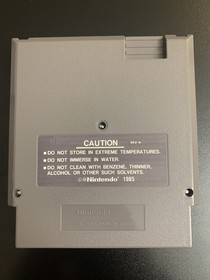 CAUTION
• DO NOT STORE IN EXTREME TEMPERATURES.
• DO NOT IMMERSE IN WATER.
• DO NOT CLEAN WITH BENZENE, THINNER,
ALCOHOL OR OTHER SUCH SOLVENTS.
©Nintendo 1985